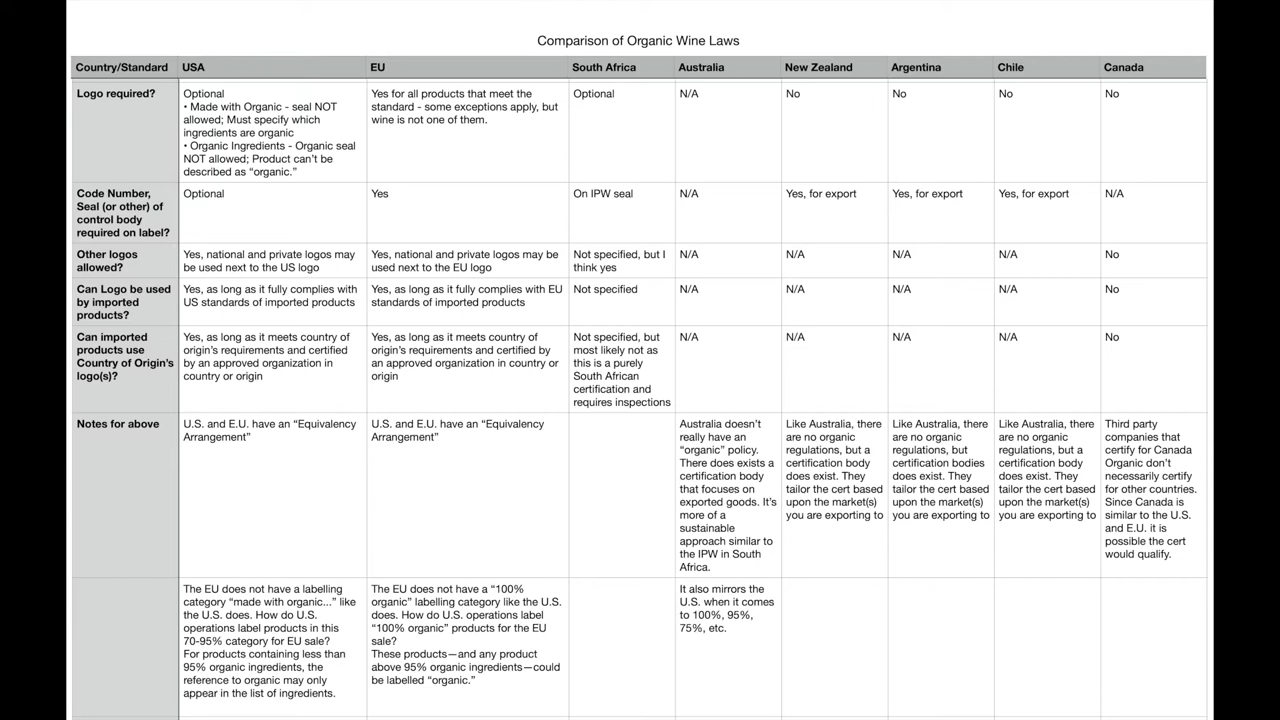 Comparison of Organic Wine Laws
Country/Standard
USA
EU
South Africa
Australia
New Zealand
Argentina
Chile
Canada
Logo required?
Optional
• Made with Organic - seal NOT
allowed; Must specify which
ingredients are organic
• Organic Ingredients - Organic seal
NOT allowed; Product can't be
described as "organic."
Yes for all products that meet the
standard - some exceptions apply, but
wine is not one of them.
Optional
N/A
No
No
No
No
Code Number,
Seal (or other) of
control body
required on label?
Optional
Yes
On IPW seal
N/A
Yes, for export
Yes, for export
Yes, for export
N/A
Other logos
allowed?
Yes, national and private logos may
be used next to the US logo
Yes, national and private logos may be
used next to the EU logo
Not specified, but I
think yes
N/A
N/A
N/A
N/A
No
Can Logo be used
by imported
products?
Yes, as long as it fully complies with
US standards of imported products
Yes, as long as it fully complies with EU
standards of imported products
Not specified
N/A
N/A
N/A
N/A
No
Can imported
products use
Country of Origin's
logo(s)?
Yes, as long as it meets country of
origin's requirements and certified
by an approved organization in
country or origin
Yes, as long as it meets country of
origin's requirements and certified by
an approved organization in country or
origin
Not specified, but
most likely not as
this is a purely
South African
certification and
requires inspections
N/A
N/A
N/A
N/A
No
Notes for above
U.S. and E.U. have an "Equivalency
Arrangement"
U.S. and E.U. have an "Equivalency
Arrangement"
Australia doesn't
really have an
"organic" policy.
There does exists a
certification body
that focuses on
exported goods. It's
more of a
sustainable
approach similar to
the IPW in South
Africa.
Like Australia, there
are no organic
regulations, but a
certification body
does exist. They
tailor the cert based
upon the market(s)
you are exporting to
Like Australia, there
are no organic
regulations, but
certification bodies
does exist. They
tailor the cert based
upon the market(s)
you are exporting to
Like Australia, there
are no organic
regulations, but a
certification body
does exist. They
tailor the cert based
upon the market(s)
you are exporting to
Third party
companies that
certify for Canada
Organic don't
necessarily certify
for other countries.
Since Canada is
similar to the U.S.
and E.U. it is
possible the cert
would qualify.
The EU does not have a labelling
category "made with organic..." like
the U.S. does. How do U.S.
operations label products in this
70-95% category for EU sale?
For products containing less than
95% organic ingredients, the
reference to organic may only
appear in the list of ingredients.
The EU does not have a "100%
organic" labelling category like the U.S.
does. How do U.S. operations label
"100% organic" products for the EU
sale?
These products—and any product
above 95% organic ingredients—could
be labelled "organic."
It also mirrors the
U.S. when it comes
to 100%, 95%,
75%, etc.